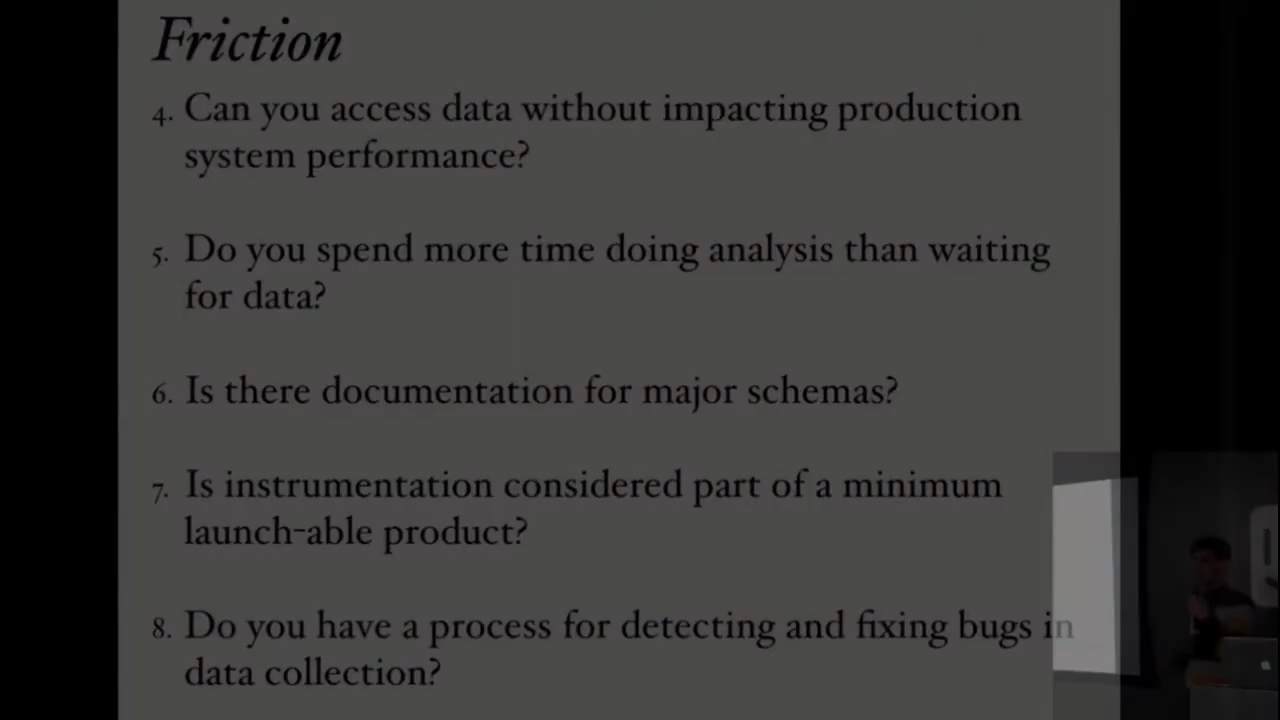 Friction
4. Can you access data without impacting production
system performance?
5. Do you spend more time doing analysis than waiting
for data?
6. Is there documentation for major schemas?
7. Is instrumentation considered part of a minimum
launch-able product?
8. Do you have a process for detecting and fixing bugs in
data collection?